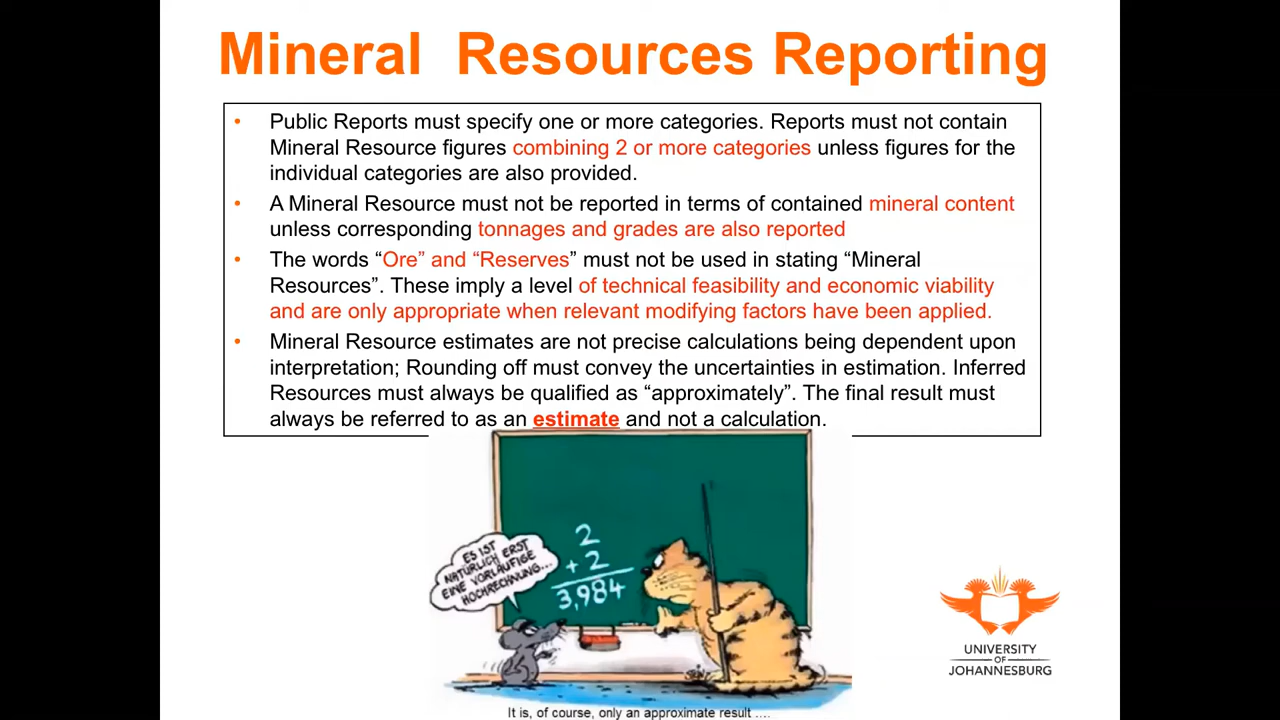 Mineral Resources Reporting
• Public Reports must specify one or more categories. Reports must not contain
Mineral Resource figures combining 2 or more categories unless figures for the
individual categories are also provided.
• A Mineral Resource must not be reported in terms of contained mineral content
unless corresponding tonnages and grades are also reported
• The words “Ore” and “Reserves” must not be used in stating “Mineral
Resources”. These imply a level of technical feasibility and economic viability
and are only appropriate when relevant modifying factors have been applied.
• Mineral Resource estimates are not precise calculations being dependent upon
interpretation; Rounding off must convey the uncertainties in estimation. Inferred
Resources must always be qualified as “approximately”. The final result must
always be referred to as an estimate and not a calculation.
2
+ 2
3,984
ES IST
NATÜRLICH ERST
EINE VORLÄUFIGE
HOCHRECHNUNG...
UNIVERSITY
OF
JOHANNESBURG
It is, of course, only an approximate result ....